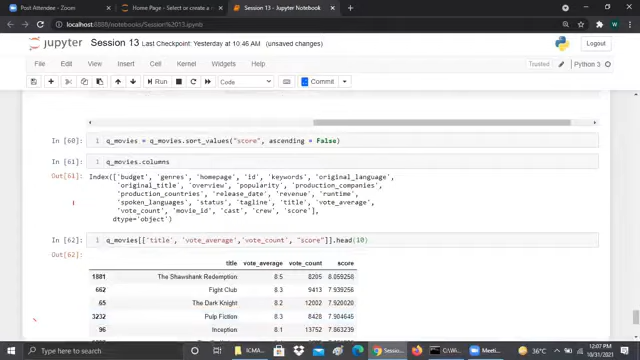 Posit Attendee - Zoom
Home Page - Select or create a n
Session 13 - Jupyter Notebook
localhost:8888/notebooks/Session%2013.ipynb
jupyter Session 13 Last Checkpoint: Yesterday at 10:46 AM (unsaved changes)
Logout
File Edit View Insert Cell Kernel Widgets Help
Trusted
Python 3
Run
Code
Commit
In [60]: 1 q_movies = q_movies.sort_values("score", ascending = False)
In [61]: 1 q_movies.columns
Out[61]: Index(['budget', 'genres', 'homepage', 'id', 'keywords', 'original_language',
'original_title', 'overview', 'popularity', 'production_companies',
'production_countries', 'release_date', 'revenue', 'runtime',
'spoken_languages', 'status', 'tagline', 'title', 'vote_average',
'vote_count', 'movie_id', 'cast', 'crew', 'score'],
dtype='object')
In [62]: 1 q_movies[['title', 'vote_average','vote_count', "score"]].head(10)
Out[62]:
title vote_average vote_count score
1881 The Shawshank Redemption 8.5 8205 8.059258
662 Fight Club 8.3 9413 7.939256
65 The Dark Knight 8.2 12002 7.920020
3232 Pulp Fiction 8.3 8428 7.904645
96 Inception 8.1 13752 7.863239
Type here to search
ICMA...
Sessio...
C:\Wi...
Meeti...
36°C
ENG
12:07 PM
10/31/2021